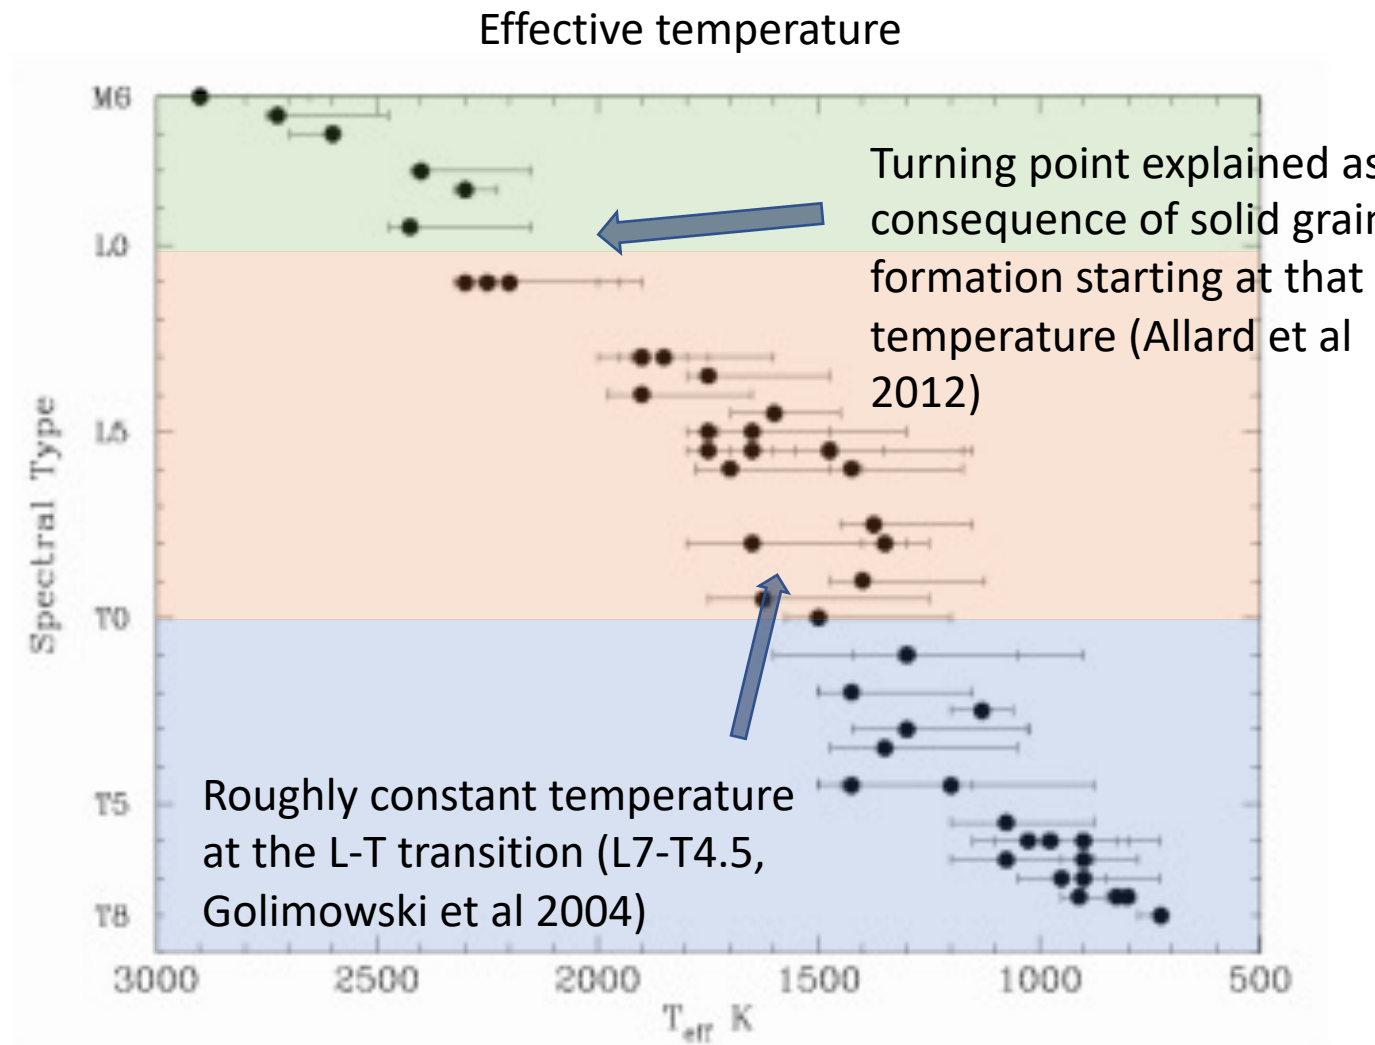 Effective temperature
M6
L0
L5
T0
T5
T8
Spectral Type
Turning point explained as
consequence of solid grain
formation starting at that
temperature (Allard et al
2012)
Roughly constant temperature
at the L-T transition (L7-T4.5,
Golimowski et al 2004)
3000 2500 2000 1500 1000 500
Teff K